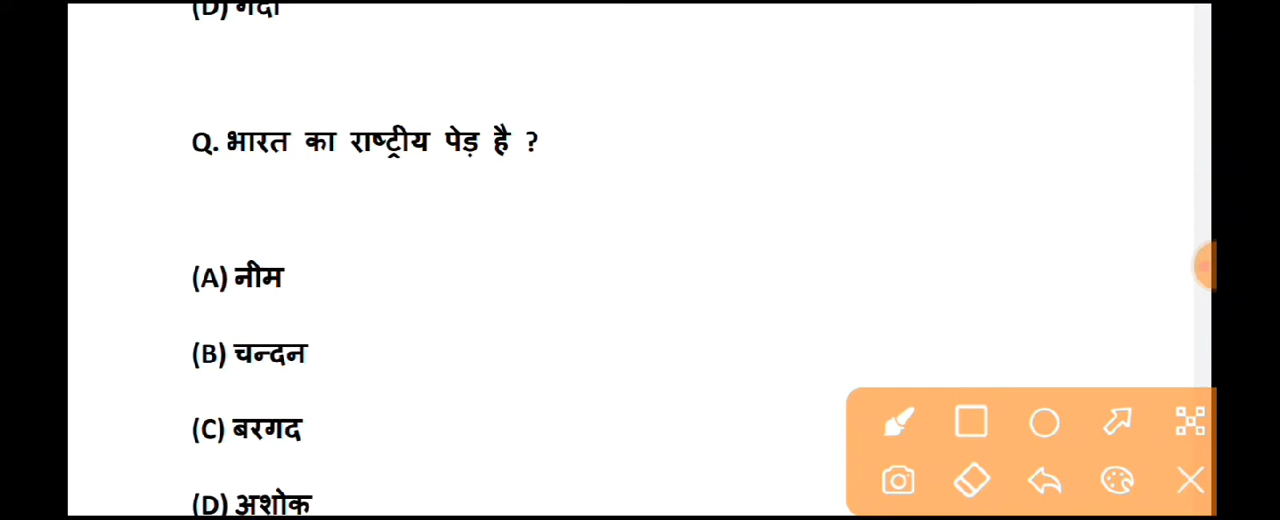 (D) गेंदा
Q. भारत का राष्ट्रीय पेड़ है ?
(A) नीम
(B) चन्दन
(C) बरगद
(D) अशोक